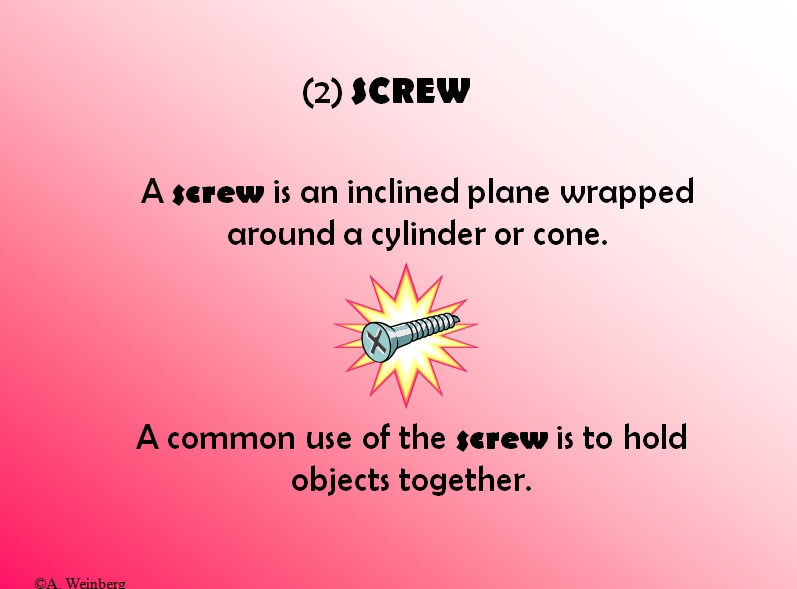 (2) SCREW
A screw is an inclined plane wrapped
around a cylinder or cone.
A common use of the screw is to hold
objects together.
©A. Weinberg